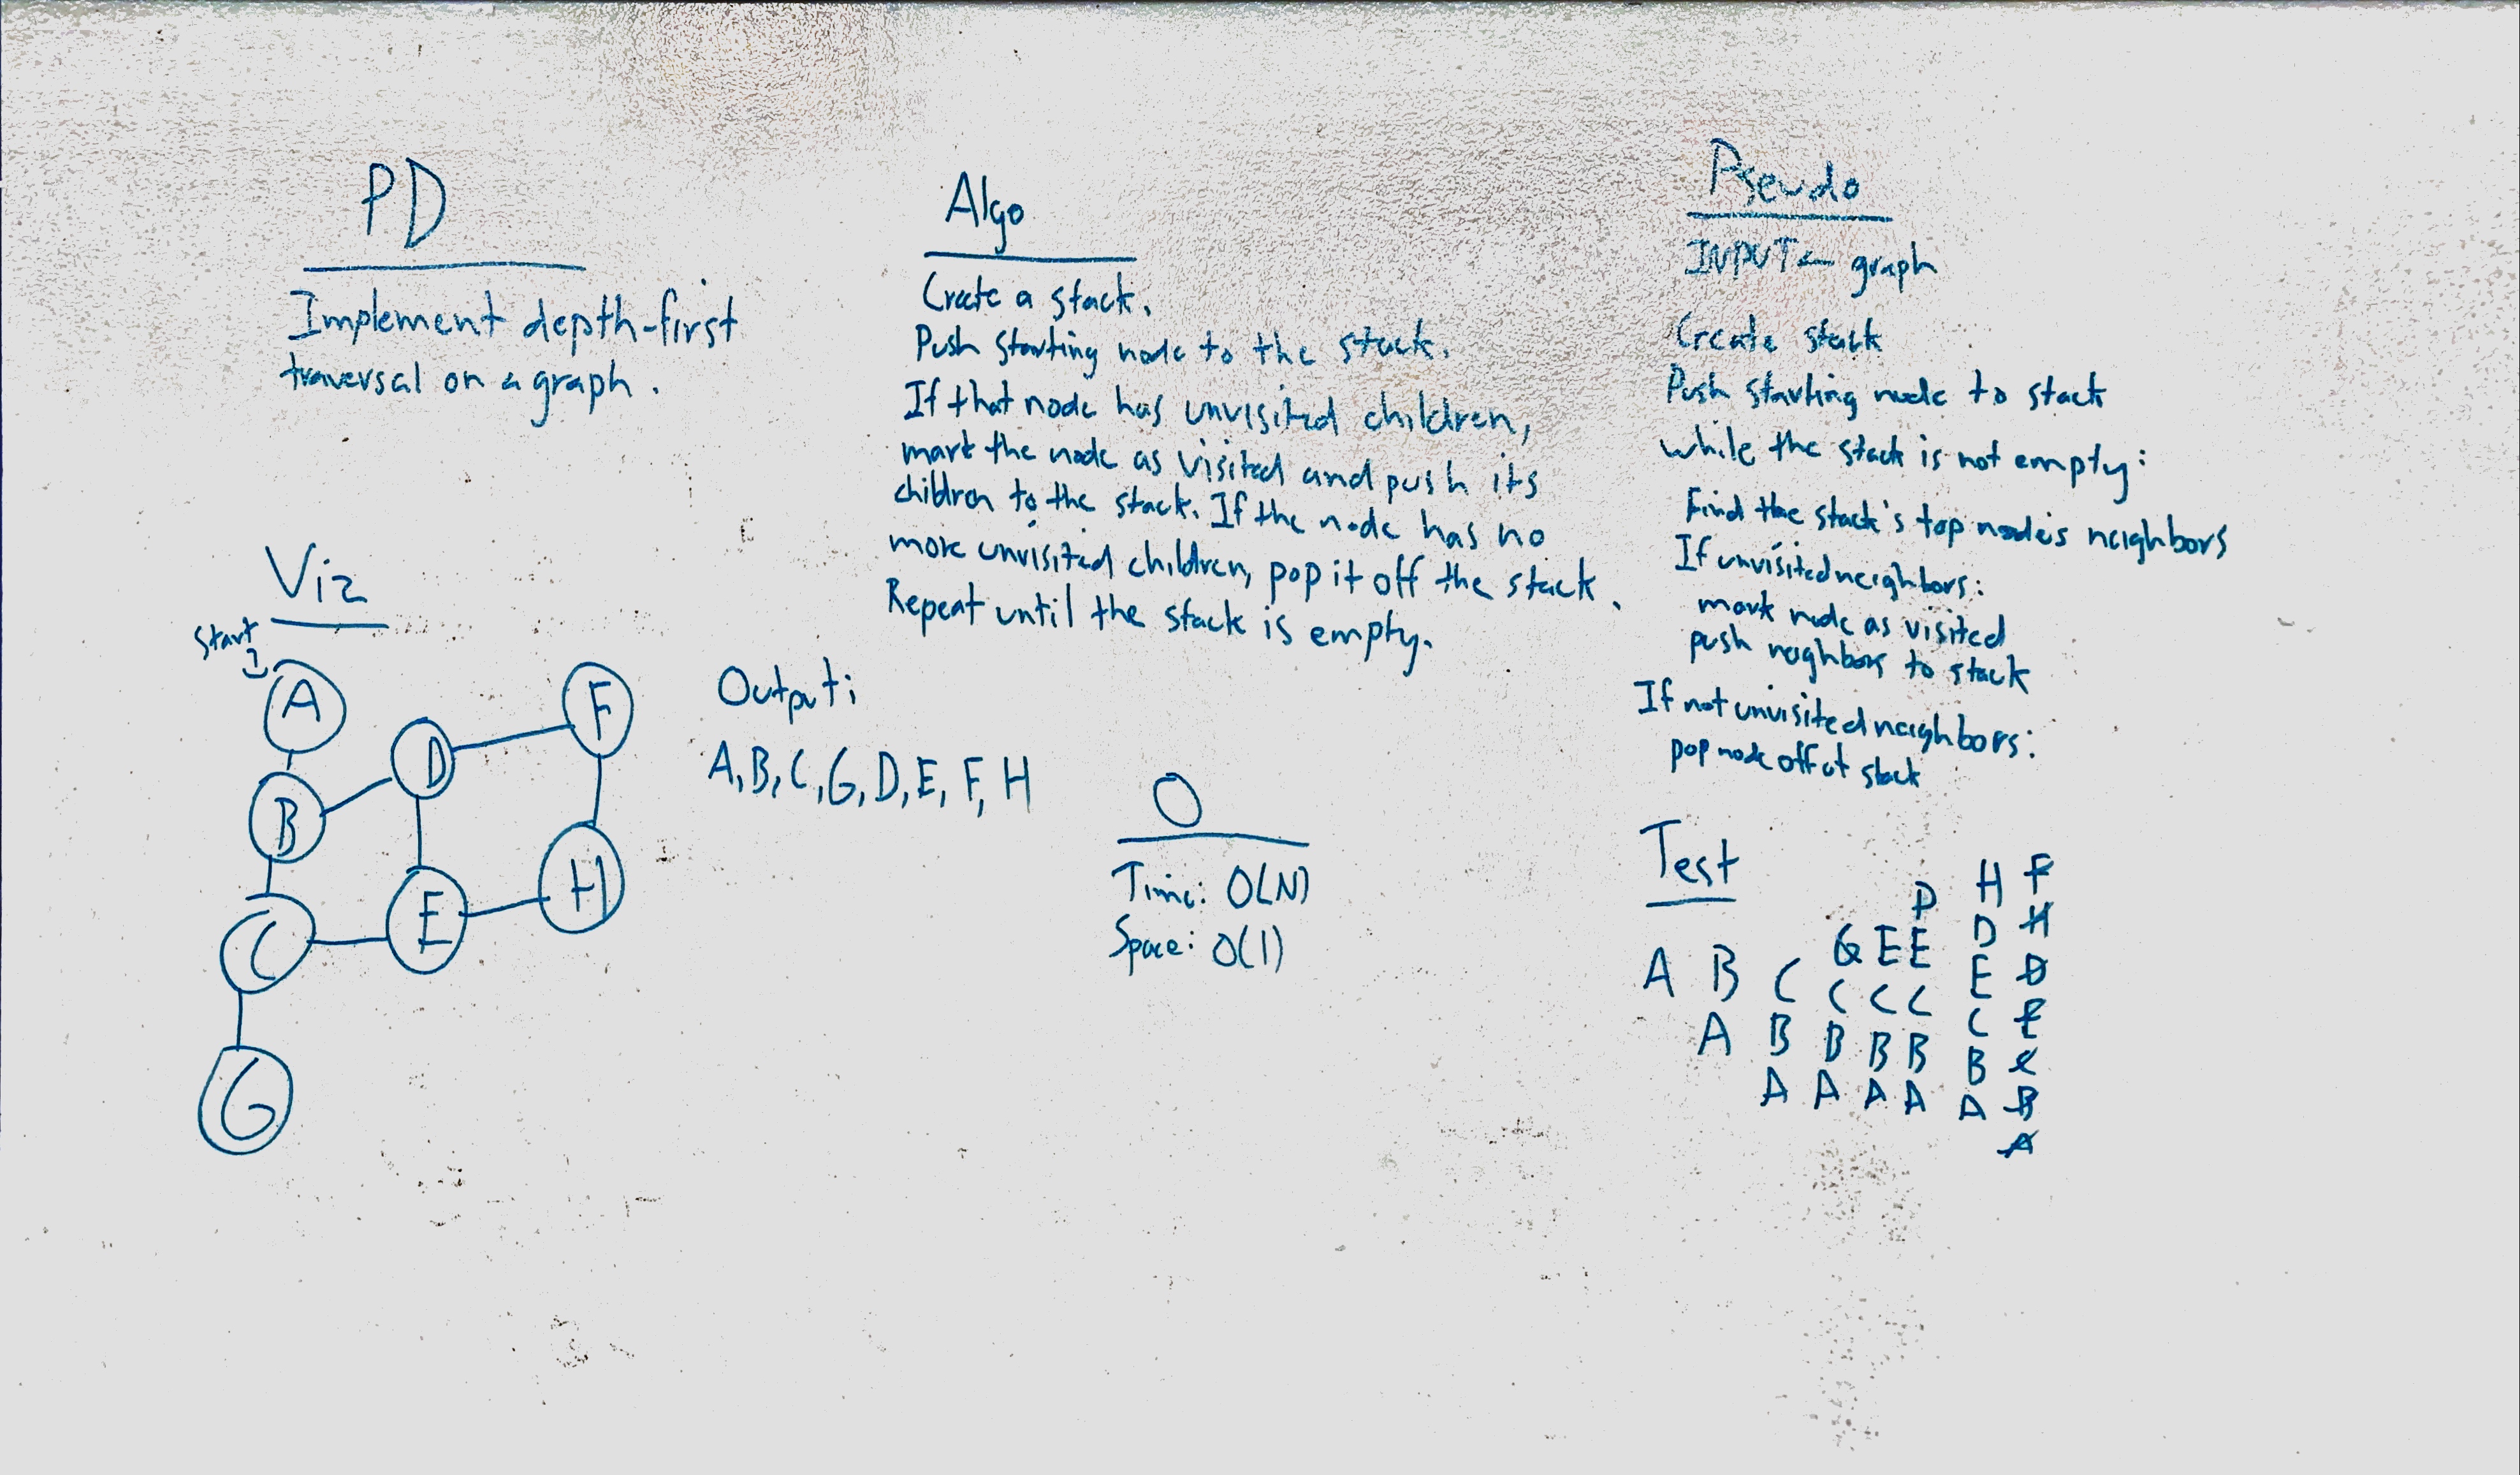 PD
Implement depth-first
traversal on a graph.
Viz
Start
A
B
C
G
D
E
F
H
Output:
A, B, C, G, D, E, F, H
Algo
Create a stack.
Push starting node to the stack.
If that node has unvisited children,
mark the node as visited and push its
children to the stack. If the node has no
more unvisited children, pop it off the stack.
Repeat until the stack is empty.
O
Time: O(N)
Space: O(1)
Pseudo
INPUT ← graph
Create stack
Push starting node to stack
while the stack is not empty:
Find the stack's top node's neighbors
If unvisited neighbors:
mark node as visited
push neighbors to stack
If not unvisited neighbors:
pop node off of stack
Test
H F
D D H
G E E E D
A B C C C C C E
A B B B B B C
A A A A A B
A